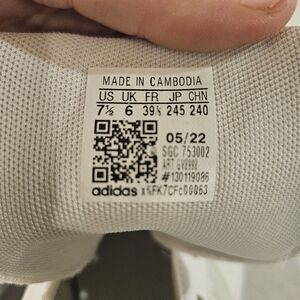 MADE IN CAMBODIA
US UK FR JP CHN
7½ 6 39⅓ 245 240
05/22
SGC 753002
ART
#130119086
adidas